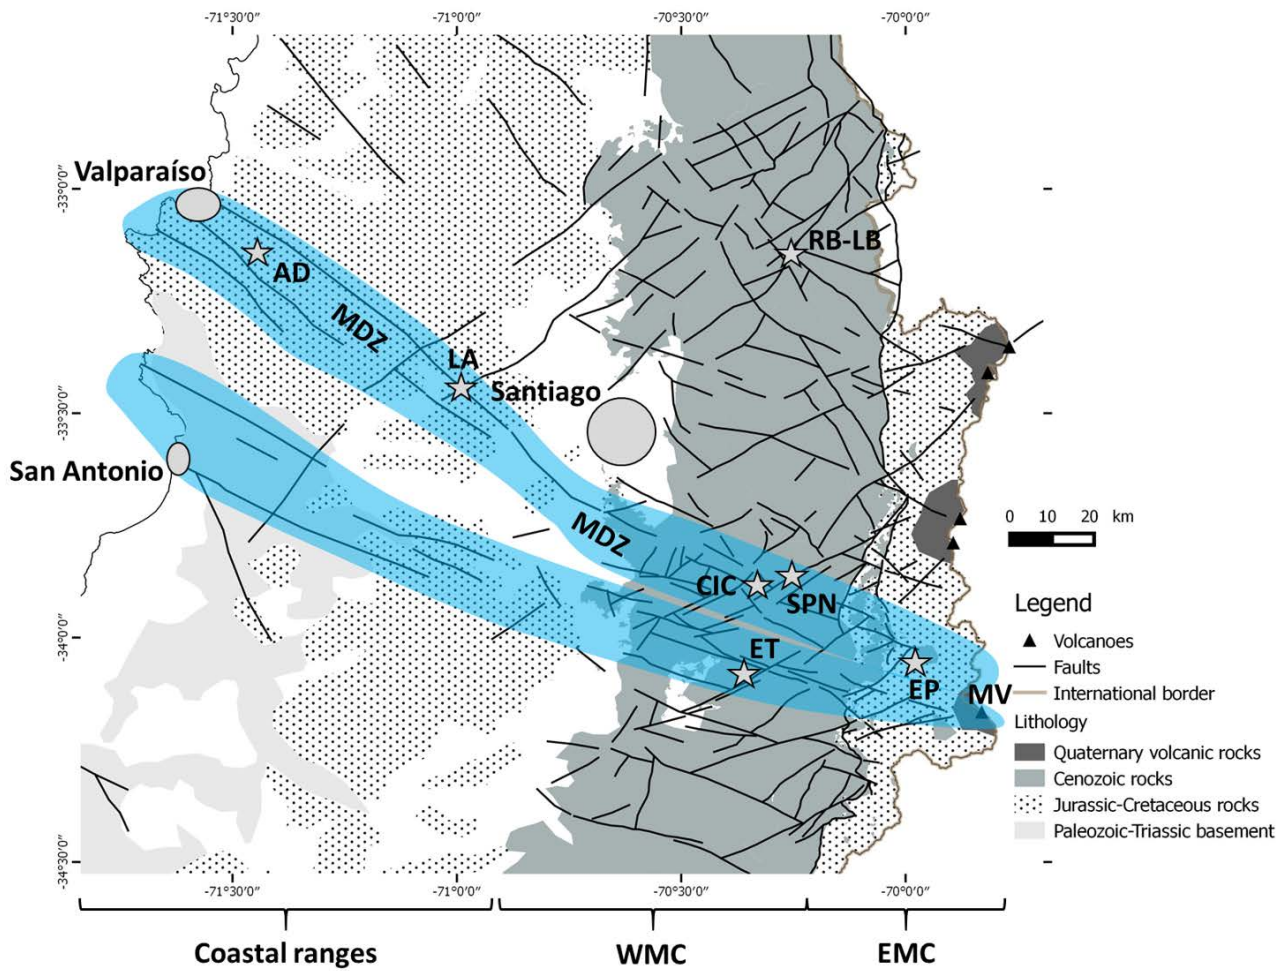 -71°30'0"
-71°0'0"
-70°30'0"
-70°0'0"
Valparaíso
-33°0'0"
RB-LB
AD
MDZ
LA
Santiago
-33°30'0"
San Antonio
MDZ
0 10 20 km
CIC
SPN
Legend
Volcanoes
Faults
International border
Lithology
Quaternary volcanic rocks
Cenozoic rocks
Jurassic-Cretaceous rocks
Paleozoic-Triassic basement
-34°0'0"
ET
EP
MV
-34°30'0"
-71°30'0"
-71°0'0"
-70°30'0"
-70°0'0"
Coastal ranges
WMC
EMC